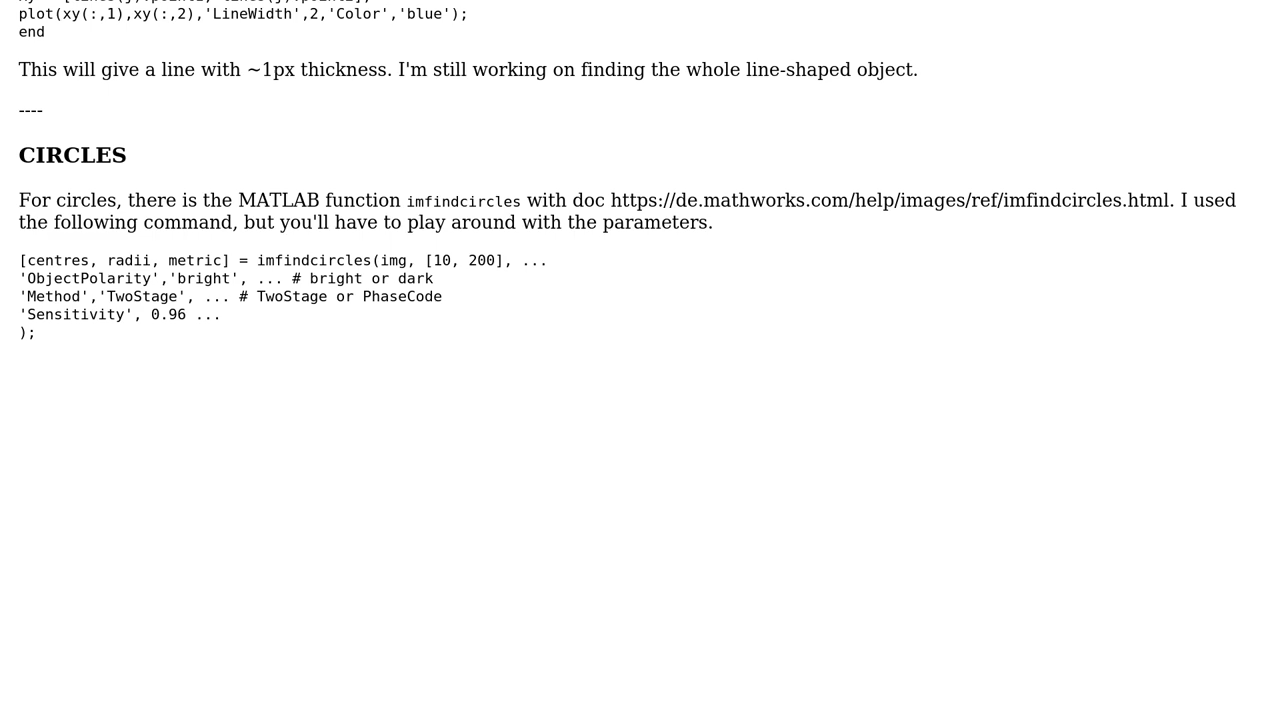 plot(xy(:,1),xy(:,2),'LineWidth',2,'Color','blue');
end
This will give a line with ~1px thickness. I'm still working on finding the whole line-shaped object.
----
CIRCLES
For circles, there is the MATLAB function imfindcircles with doc https://de.mathworks.com/help/images/ref/imfindcircles.html. I used
the following command, but you'll have to play around with the parameters.
[centres, radii, metric] = imfindcircles(img, [10, 200], ...
'ObjectPolarity','bright', ... # bright or dark
'Method','TwoStage', ... # TwoStage or PhaseCode
'Sensitivity', 0.96 ...
);